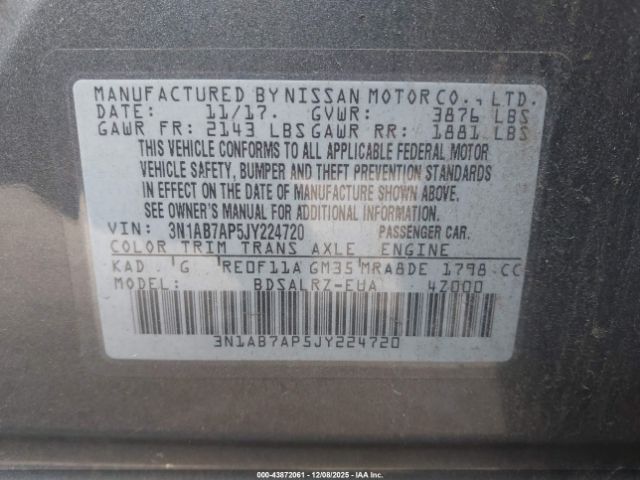 MANUFACTURED BY NISSAN MOTOR CO., LTD.
DATE: 11/17. GVWR: 3876 LBS
GAWR FR: 2143 LBS GAWR RR: 1881 LBS
THIS VEHICLE CONFORMS TO ALL APPLICABLE FEDERAL MOTOR
VEHICLE SAFETY, BUMPER AND THEFT PREVENTION STANDARDS
IN EFFECT ON THE DATE OF MANUFACTURE SHOWN ABOVE.
SEE OWNER'S MANUAL FOR ADDITIONAL INFORMATION.
VIN: 3N1AB7AP5JY224720 PASSENGER CAR.
COLOR TRIM TRANS AXLE ENGINE
KAD G RE0F11A GM35 MRA8DE 1798 CC
MODEL: BDSALRZ-EUA 4Z000
3N1AB7AP5JY224720
000-43872061 | 12/08/2025 - IAA Inc.